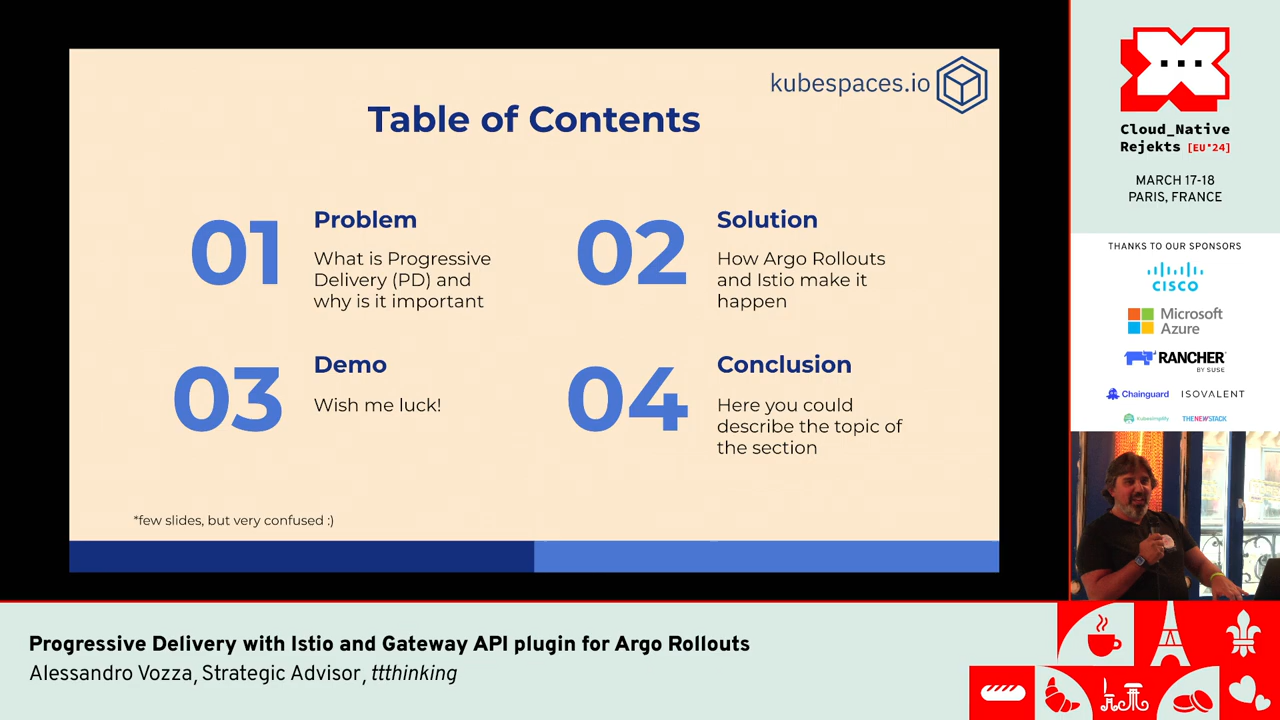 kubespaces.io
Table of Contents
01
Problem
What is Progressive
Delivery (PD) and
why is it important
02
Solution
How Argo Rollouts
and Istio make it
happen
03
Demo
Wish me luck!
04
Conclusion
Here you could
describe the topic of
the section
*few slides, but very confused :)
Cloud_Native
Rejekts [EU'24]
MARCH 17-18
PARIS, FRANCE
THANKS TO OUR SPONSORS
CISCO
Microsoft
Azure
RANCHER
BY SUSE
Chainguard
ISOVALENT
kubesimplify
THENEWSTACK
Progressive Delivery with Istio and Gateway API plugin for Argo Rollouts
Alessandro Vozza, Strategic Advisor, ttthinking